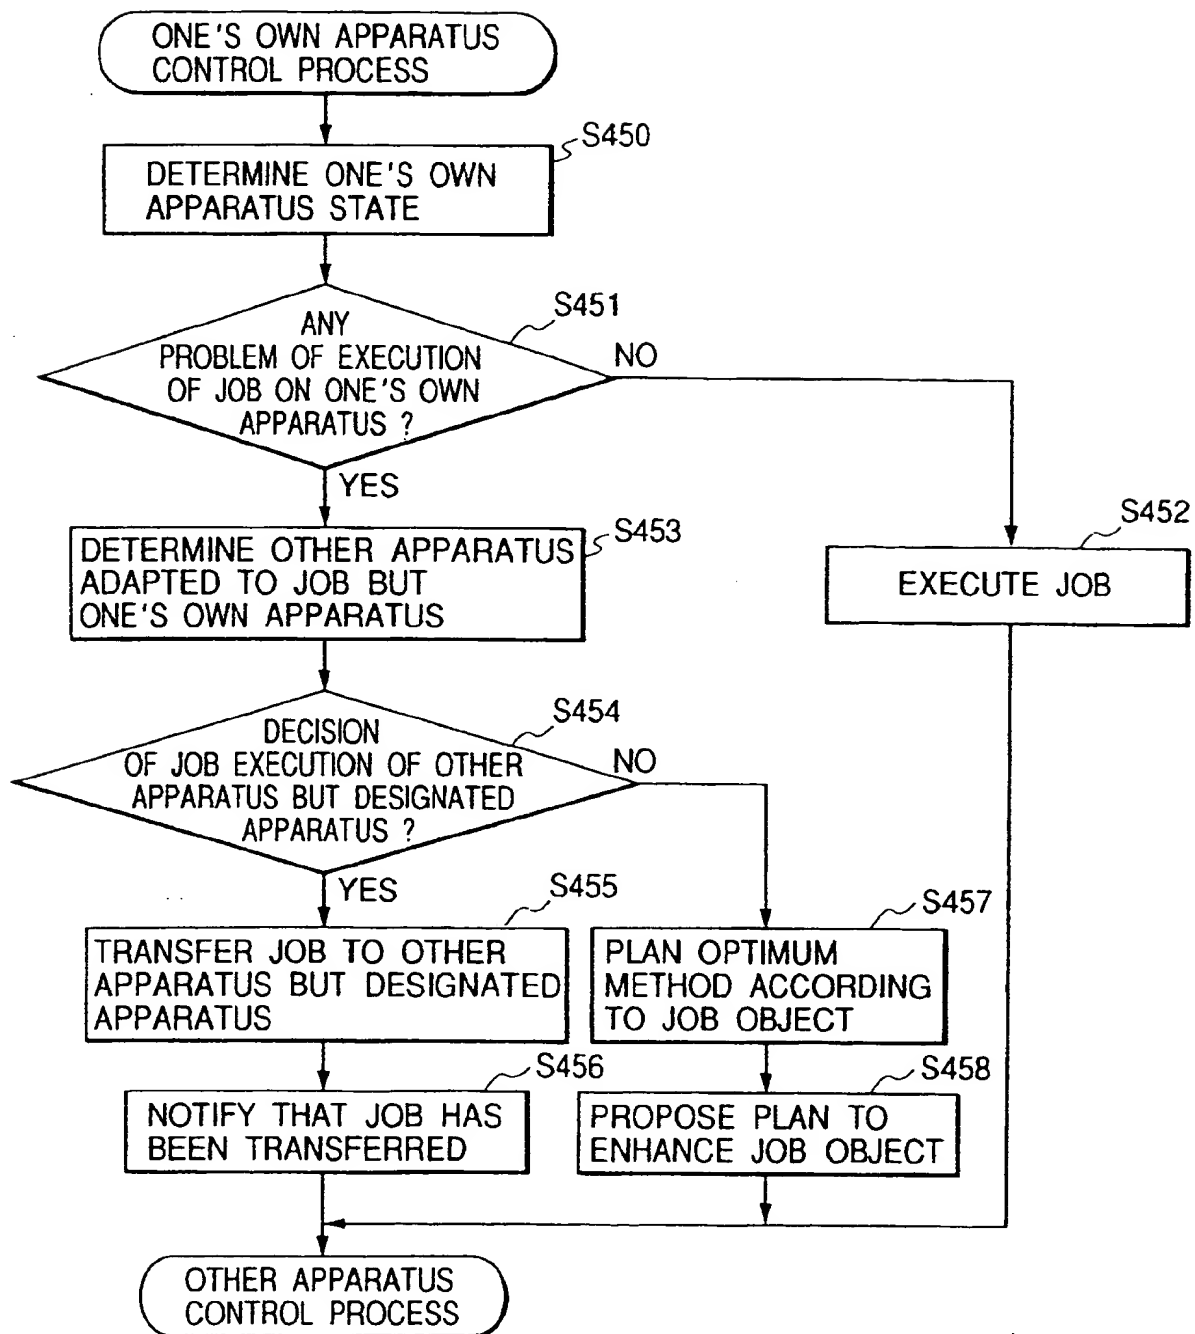 ONE'S OWN APPARATUS
CONTROL PROCESS
S450
DETERMINE ONE'S OWN
APPARATUS STATE
S451
ANY
PROBLEM OF EXECUTION
OF JOB ON ONE'S OWN
APPARATUS ?
NO
YES
S452
EXECUTE JOB
S453
DETERMINE OTHER APPARATUS
ADAPTED TO JOB BUT
ONE'S OWN APPARATUS
S454
DECISION
OF JOB EXECUTION OF OTHER
APPARATUS BUT DESIGNATED
APPARATUS ?
NO
YES
S455
TRANSFER JOB TO OTHER
APPARATUS BUT DESIGNATED
APPARATUS
S457
PLAN OPTIMUM
METHOD ACCORDING
TO JOB OBJECT
S456
NOTIFY THAT JOB HAS
BEEN TRANSFERRED
S458
PROPOSE PLAN TO
ENHANCE JOB OBJECT
OTHER APPARATUS
CONTROL PROCESS